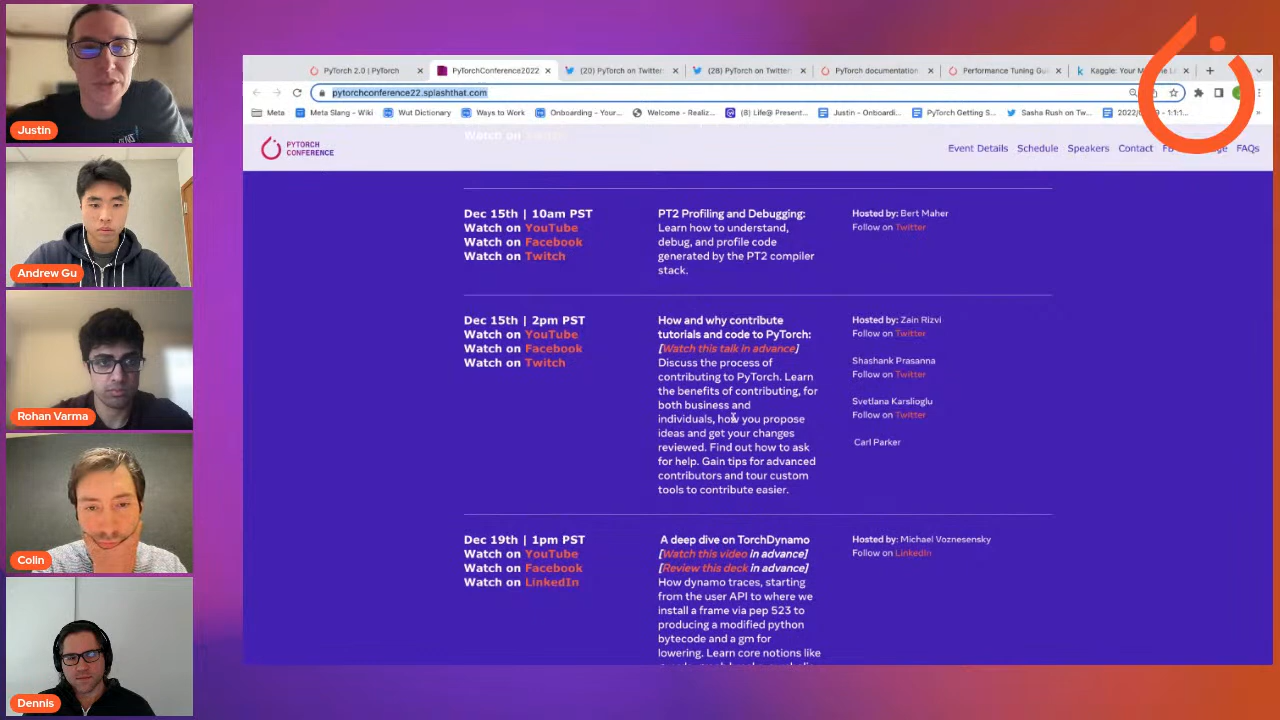 Justin
Andrew Gu
Rohan Varma
Colin
Dennis
PyTorch 2.0 | PyTorch
PyTorchConference2022
(20) PyTorch on Twitter
(28) PyTorch on Twitter
PyTorch documentation
Performance Tuning Gui
Kaggle: Your Ma
pytorchconference22.splashthat.com
Meta
Meta Slang - Wiki
Wut Dictionary
Ways to Work
Onboarding - Your...
Welcome - Realiz...
Life@ Present...
Justin - Onboardi...
PyTorch Getting S...
Sasha Rush on Tw...
PYTORCH
CONFERENCE
Event Details
Schedule
Speakers
Contact
FAQs
Watch on
Dec 15th | 10am PST
Watch on YouTube
Watch on Facebook
Watch on Twitch
PT2 Profiling and Debugging:
Learn how to understand,
debug, and profile code
generated by the PT2 compiler
stack.
Hosted by: Bert Maher
Follow on Twitter
Dec 15th | 2pm PST
Watch on YouTube
Watch on Facebook
Watch on Twitch
How and why contribute
tutorials and code to PyTorch:
[Watch this talk in advance]
Discuss the process of
contributing to PyTorch. Learn
the benefits of contributing, for
both business and
individuals, how you propose
ideas and get your changes
reviewed. Find out how to ask
for help. Gain tips for advanced
contributors and tour custom
tools to contribute easier.
Hosted by: Zain Rizvi
Follow on Twitter
Shashank Prasanna
Follow on Twitter
Svetlana Karslioglu
Follow on Twitter
Carl Parker
Dec 19th | 1pm PST
Watch on YouTube
Watch on Facebook
Watch on LinkedIn
A deep dive on TorchDynamo
[Watch this video in advance]
[Review this deck in advance]
How dynamo traces, starting
from the user API to where we
install a frame via pep 523 to
producing a modified python
bytecode and a gm for
lowering. Learn core notions like
Hosted by: Michael Voznesensky
Follow on LinkedIn